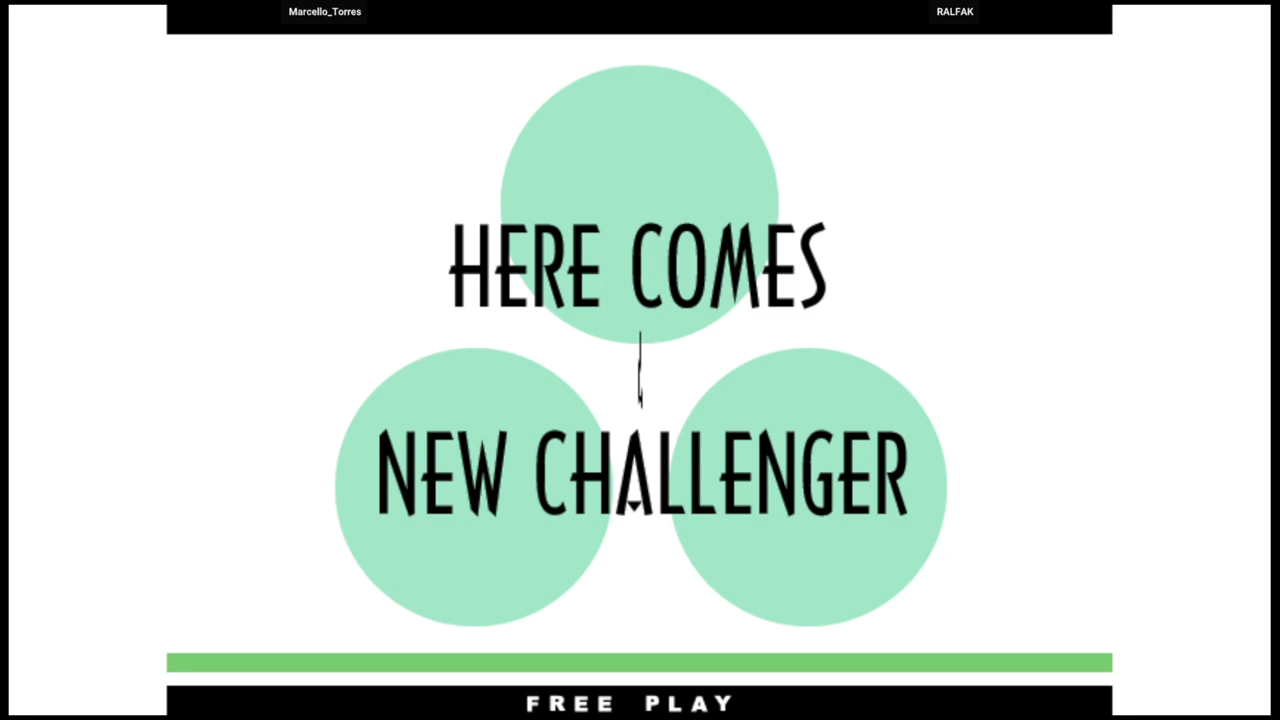 Marcello_Torres
RALFAK
HERE COMES
NEW CHALLENGER
FREE PLAY